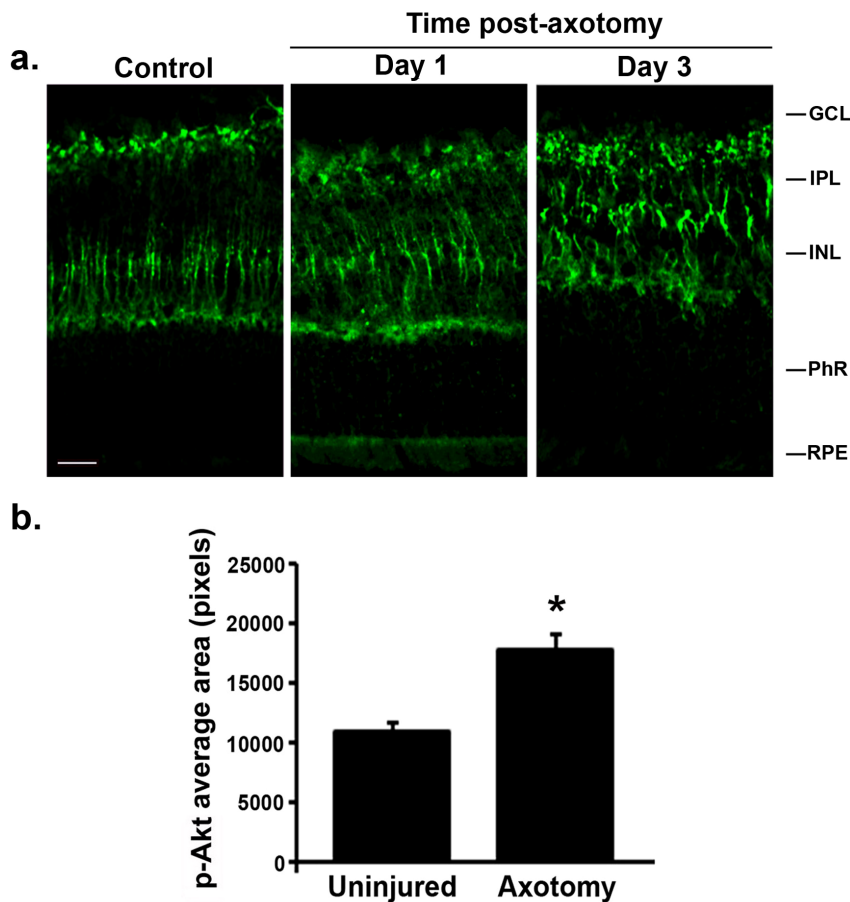 Time post-axotomy
a.
Control
Day 1
Day 3
GCL
IPL
INL
PhR
RPE
b.
p-Akt average area (pixels)
25000
20000
15000
10000
5000
0
*
Uninjured
Axotomy